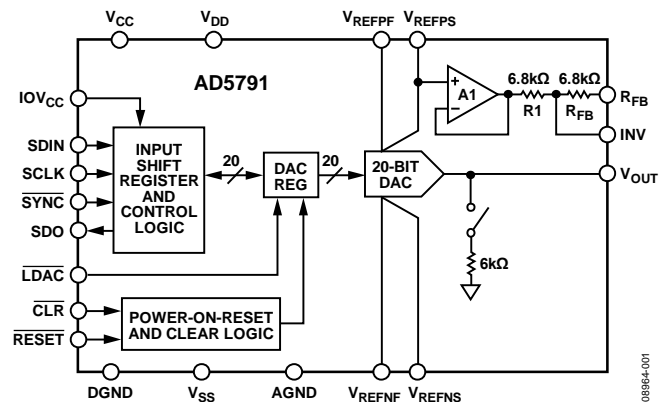 VCC
VDD
VREFPF
VREFPS
AD5791
IOVCC
SDIN
SCLK
SYNC
SDO
LDAC
CLR
RESET
INPUT
SHIFT
REGISTER
AND
CONTROL
LOGIC
20
DAC
REG
20
20-BIT
DAC
A1
6.8kΩ
R1
6.8kΩ
RFB
RFB
INV
VOUT
6kΩ
POWER-ON-RESET
AND CLEAR LOGIC
DGND
VSS
AGND
VREFNF
VREFNS
08964-001